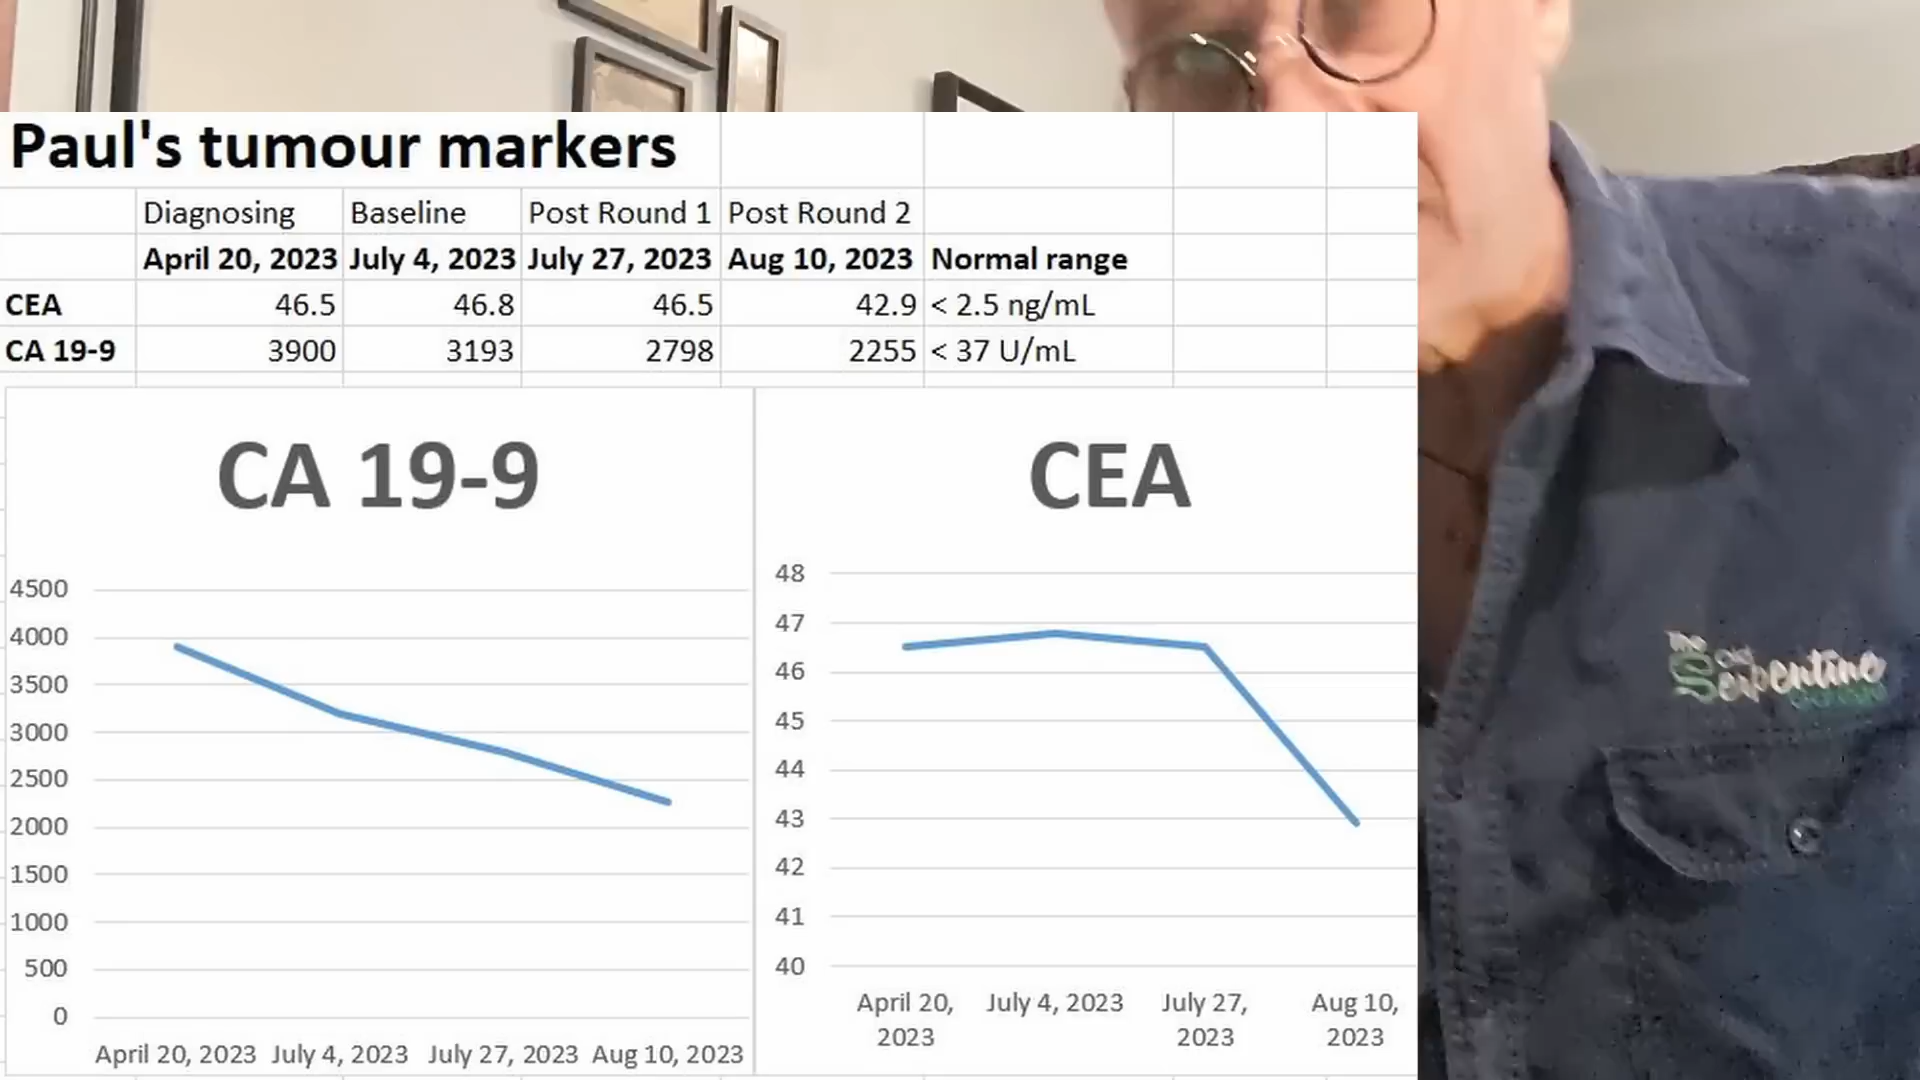 Paul's tumour markers
Diagnosing Baseline Post Round 1 Post Round 2
April 20, 2023 July 4, 2023 July 27, 2023 Aug 10, 2023 Normal range
CEA 46.5 46.8 46.5 42.9 < 2.5 ng/mL
CA 19-9 3900 3193 2798 2255 < 37 U/mL
CA 19-9
4500
4000
3500
3000
2500
2000
1500
1000
500
0
April 20, 2023 July 4, 2023 July 27, 2023 Aug 10, 2023
CEA
48
47
46
45
44
43
42
41
40
April 20, 2023 July 4, 2023 July 27, 2023 Aug 10, 2023
Serpentine